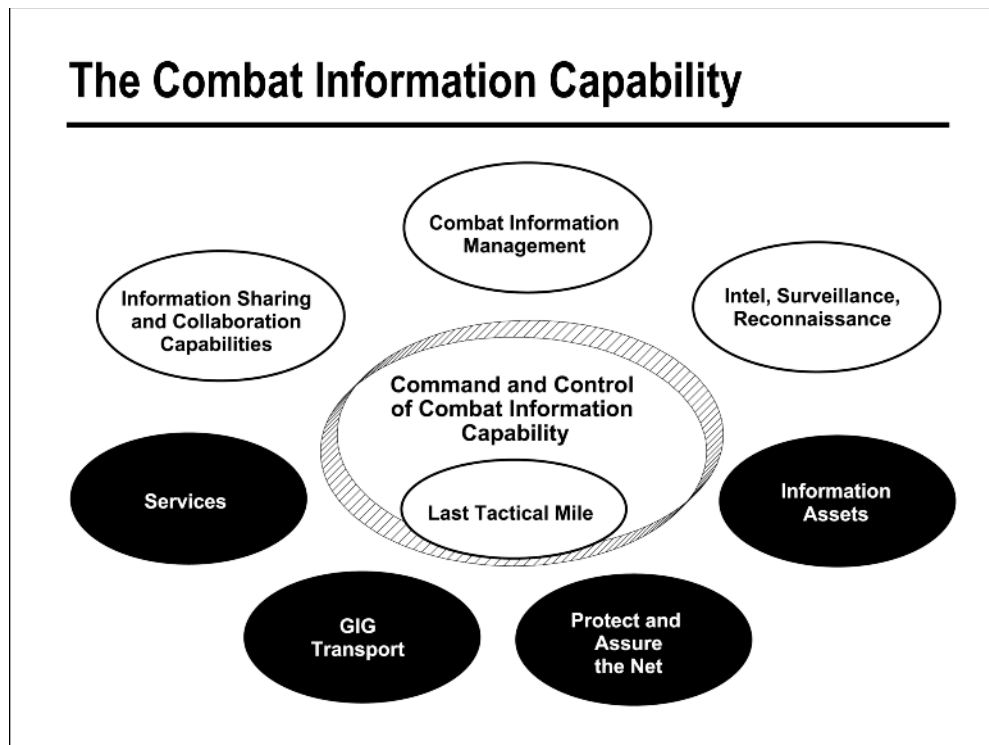 The Combat Information Capability
Combat Information
Management
Information Sharing
and Collaboration
Capabilities
Intel, Surveillance,
Reconnaissance
Command and Control
of Combat Information
Capability
Last Tactical Mile
Services
Information
Assets
GIG
Transport
Protect and
Assure
the Net